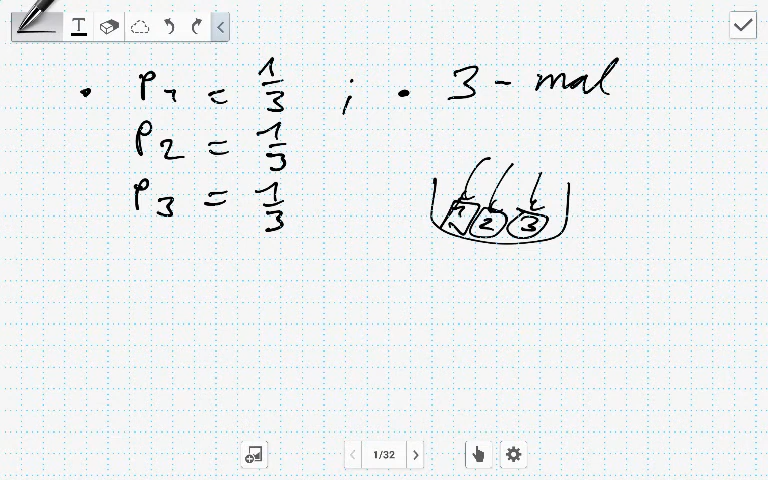 T
• P₁ = 1/3 ; • 3 - mal
P₂ = 1/3
P₃ = 1/3
1 2 3
1/32